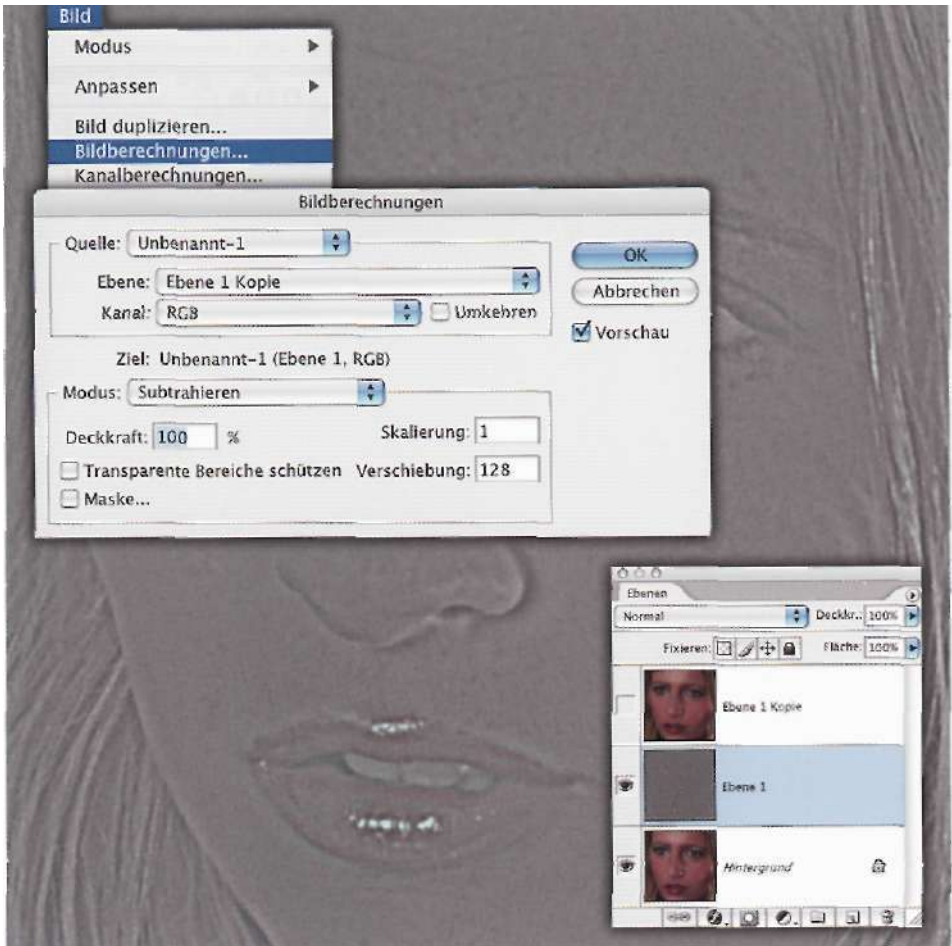 Bild
Modus
Anpassen
Bild duplizieren...
Bildberechnungen...
Kanalberechnungen...
Bildberechnungen
Quelle: Unbenannt-1
Ebene: Ebene 1 Kopie
Kanal: RGB Umkehren
Ziel: Unbenannt-1 (Ebene 1, RGB)
Modus: Subtrahieren
Deckkraft: 100 % Skalierung: 1
Transparente Bereiche schützen Verschiebung: 128
Maske...
OK
Abbrechen
Vorschau
Ebenen
Normal Deckkr.: 100%
Fixieren: Fläche: 100%
Ebene 1 Kopie
Ebene 1
Hintergrund